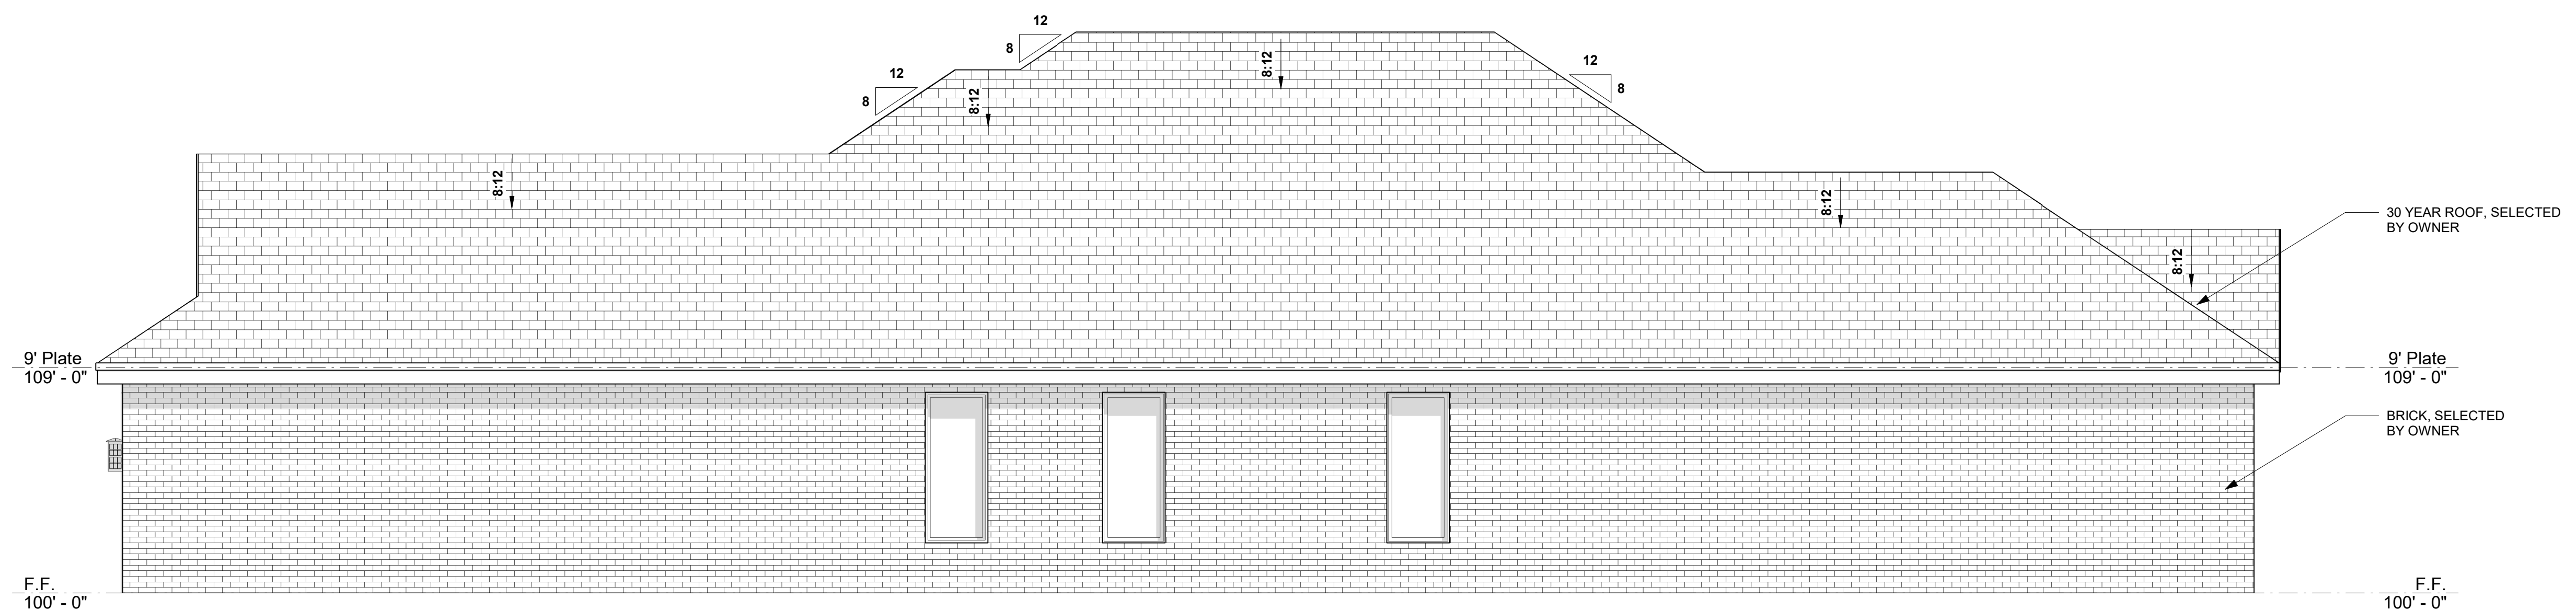 12
8
12
8
8:12
8:12
12
8
8:12
8:12
8:12
30 YEAR ROOF, SELECTED
BY OWNER
9' Plate
109' - 0"
9' Plate
109' - 0"
BRICK, SELECTED
BY OWNER
F.F.
100' - 0"
F.F.
100' - 0"